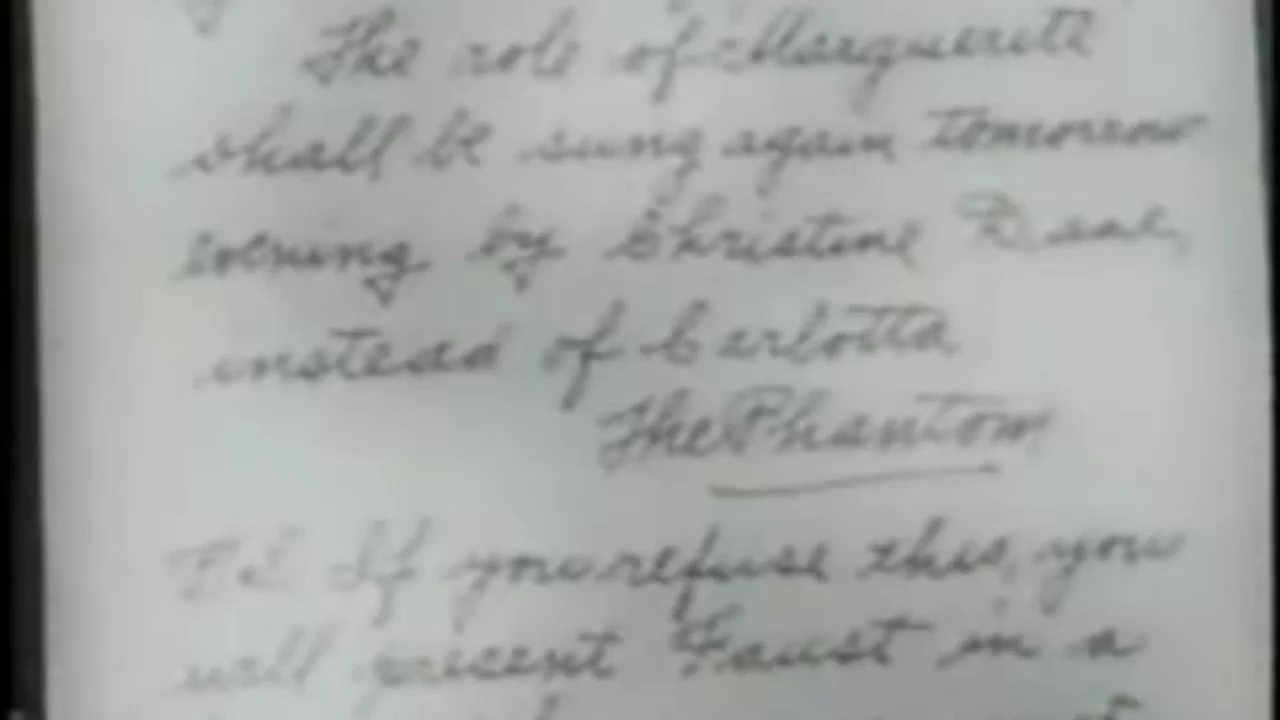 The role of Marguerite
shall be sung again tomorrow
evening by Christine Daae,
instead of Carlotta
The Phantom
P.S If you refuse this, you
will present Faust in a